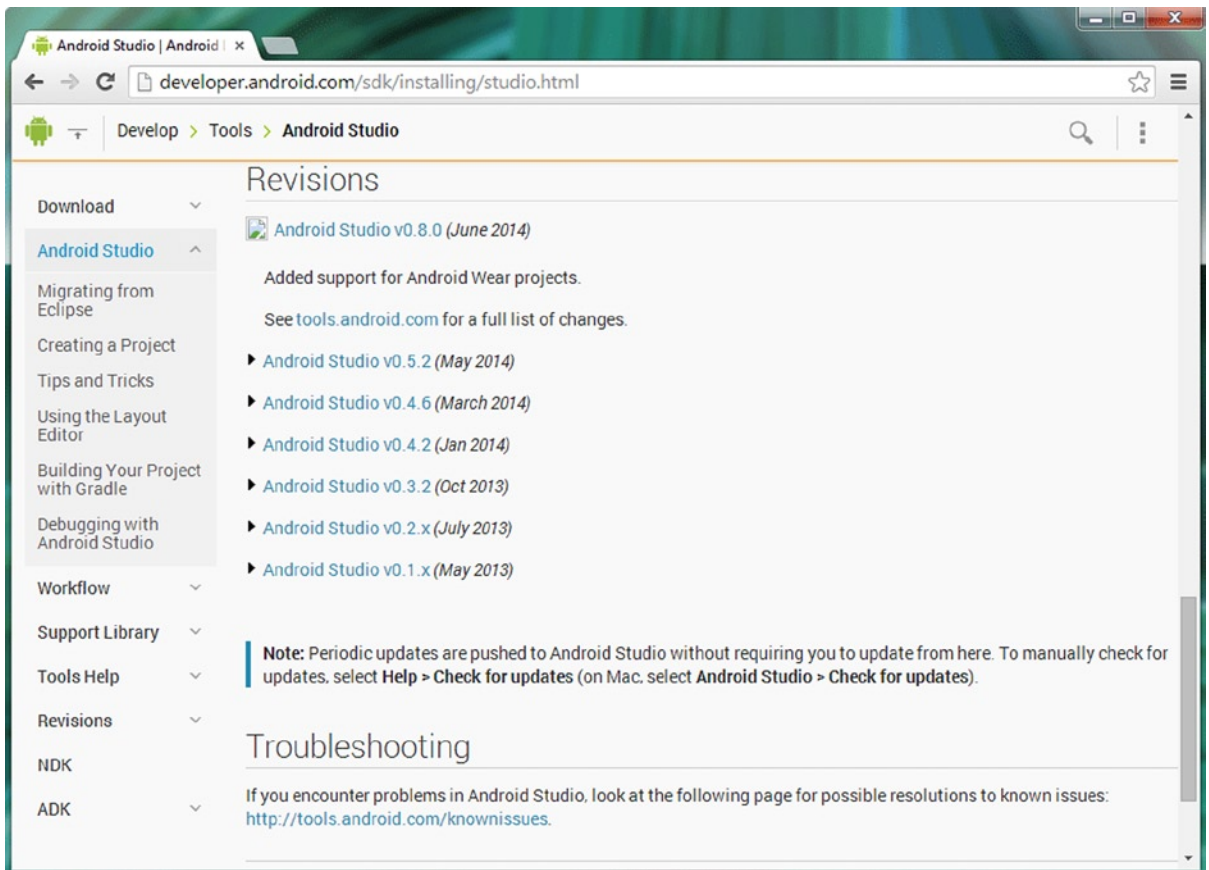 Android Studio | Android
developer.android.com/sdk/installing/studio.html
Develop > Tools > Android Studio
Download
Android Studio
Migrating from
Eclipse
Creating a Project
Tips and Tricks
Using the Layout
Editor
Building Your Project
with Gradle
Debugging with
Android Studio
Workflow
Support Library
Tools Help
Revisions
NDK
ADK
Revisions
Android Studio v0.8.0 (June 2014)
Added support for Android Wear projects.
See tools.android.com for a full list of changes.
Android Studio v0.5.2 (May 2014)
Android Studio v0.4.6 (March 2014)
Android Studio v0.4.2 (Jan 2014)
Android Studio v0.3.2 (Oct 2013)
Android Studio v0.2.x (July 2013)
Android Studio v0.1.x (May 2013)
Note: Periodic updates are pushed to Android Studio without requiring you to update from here. To manually check for
updates, select Help > Check for updates (on Mac, select Android Studio > Check for updates).
Troubleshooting
If you encounter problems in Android Studio, look at the following page for possible resolutions to known issues:
http://tools.android.com/knownissues.